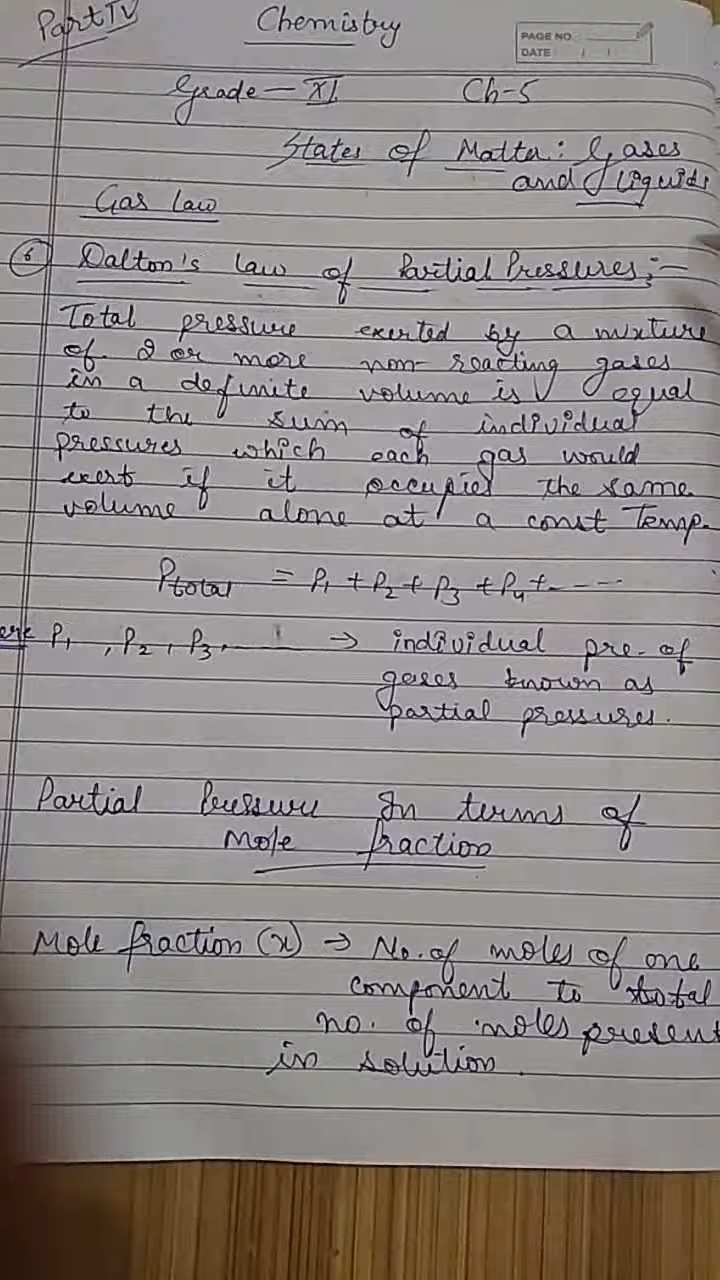 Part IV
Chemistry
PAGE NO
DATE / /
Grade - XI Ch-5
States of Matter: Gases
and liquids
Gas Law
6 Dalton's law of Partial Pressures:-
Total pressure exerted by a mixture
of 2 or more non-reacting gases
in a definite volume is equal
to the sum of individual
pressures which each gas would
exert if it occupied the same
volume alone at a const Temp.
Ptotal = P1 + P2 + P3 + P4 + ------
P1, P2, P3, → individual pre. of
gases known as
partial pressures.
Partial Pressure In terms of
Mole fraction
Mole fraction (x) → No. of moles of one
component to total
no. of moles present
in solution.